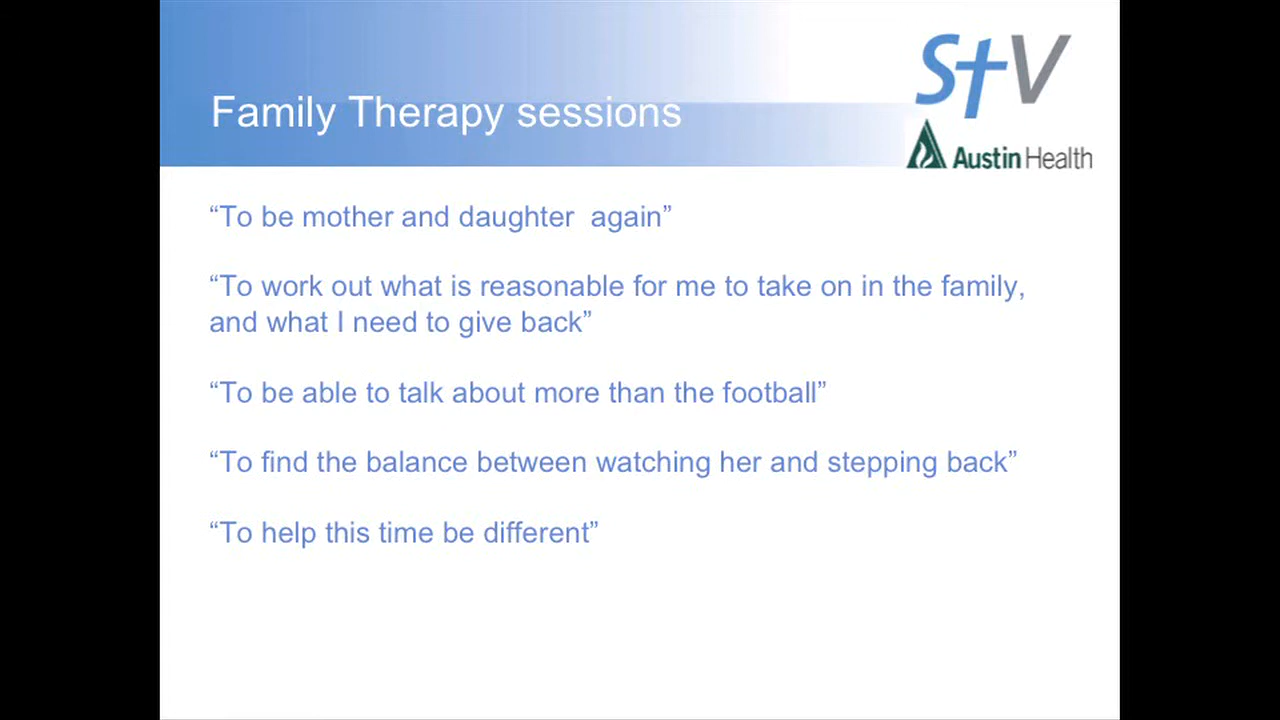 StV
Family Therapy sessions
Austin Health
“To be mother and daughter  again”
“To work out what is reasonable for me to take on in the family,
and what I need to give back”
“To be able to talk about more than the football”
“To find the balance between watching her and stepping back”
“To help this time be different”